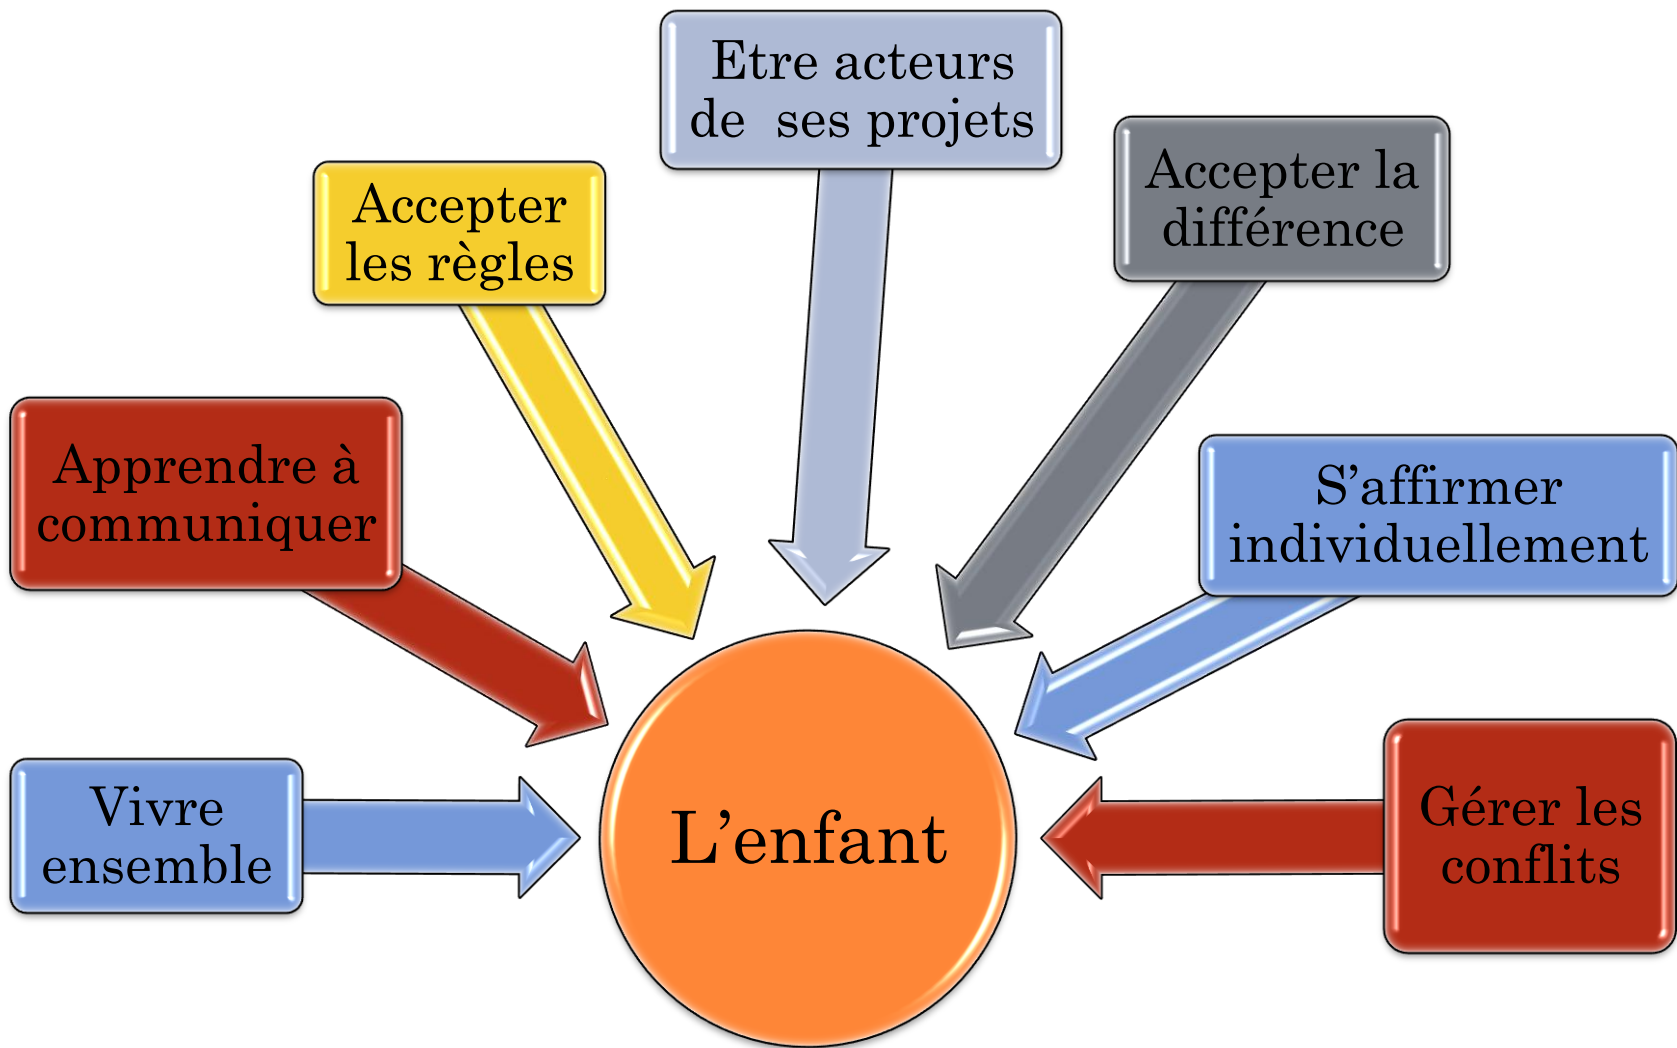 Etre acteurs
de  ses projets
Accepter la
différence
Accepter
les règles
Apprendre à
communiquer
S’affirmer
individuellement
Vivre
ensemble
L’enfant
Gérer les
conflits